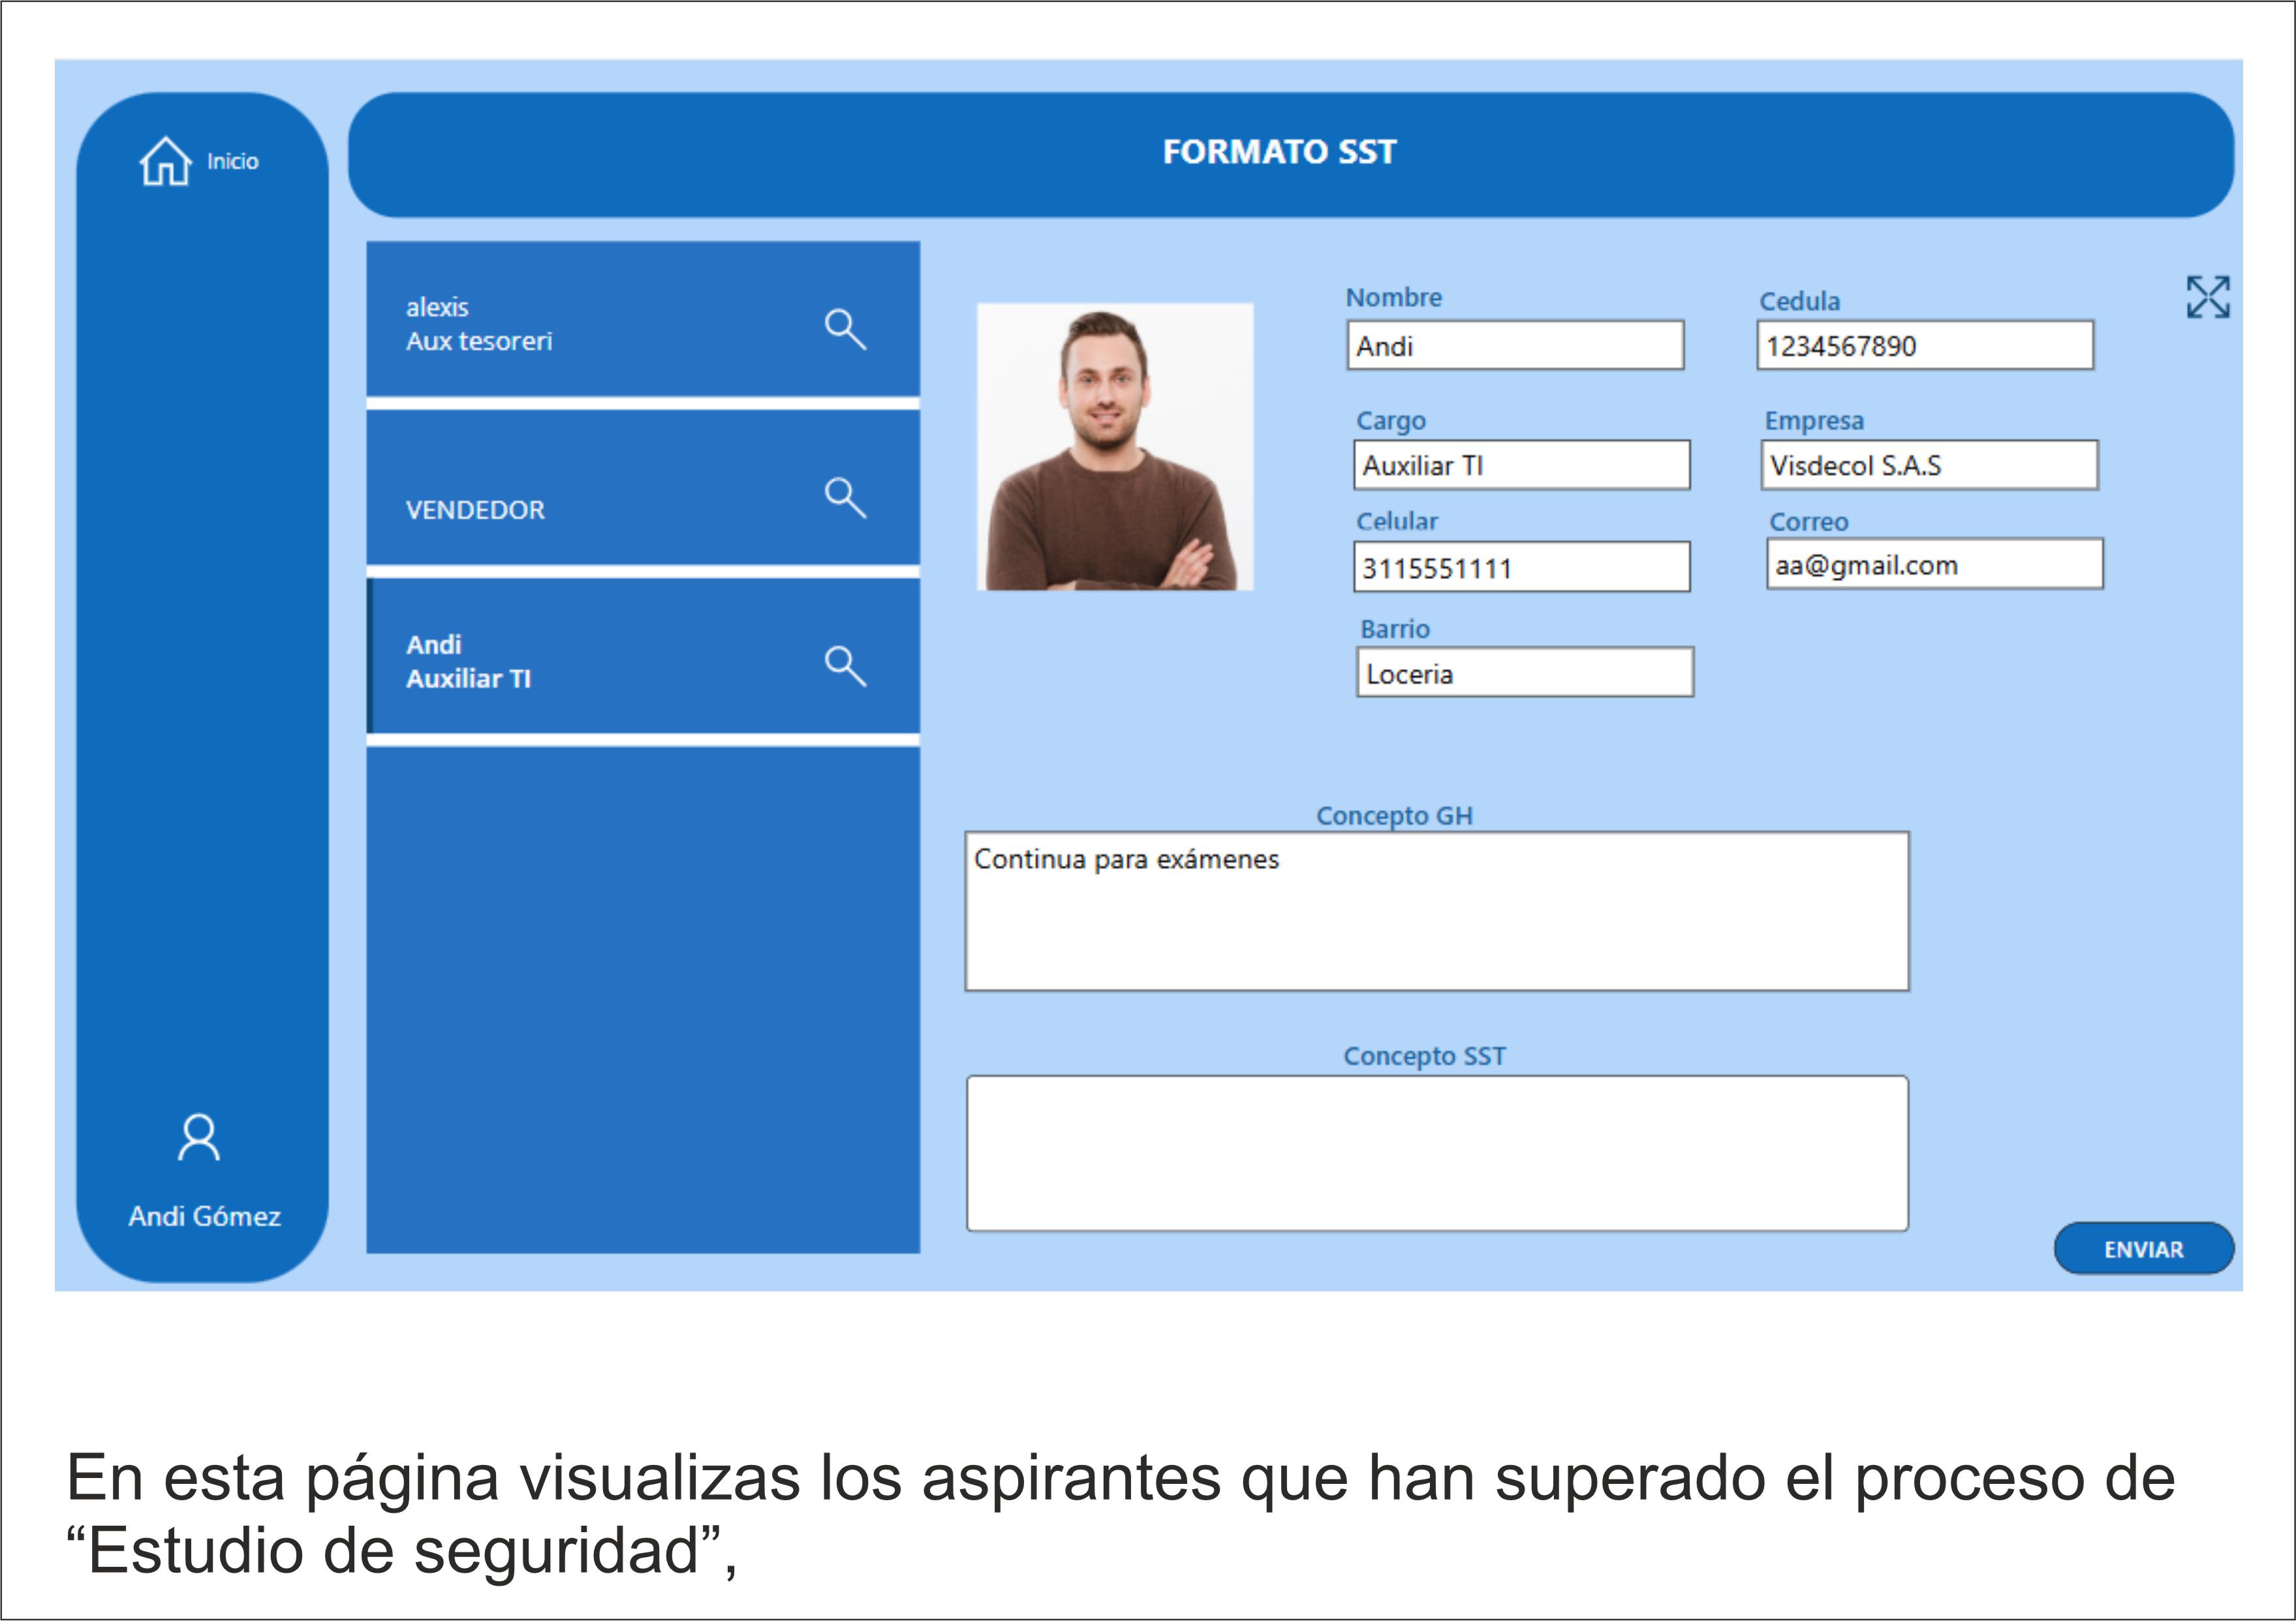 Inicio
FORMATO SST
alexis
Aux tesoreri
VENDEDOR
Andi
Auxiliar TI
Nombre
Andi
Cedula
1234567890
Cargo
Auxiliar TI
Empresa
Visdecol S.A.S
Celular
3115551111
Correo
aa@gmail.com
Barrio
Loceria
Concepto GH
Continua para exámenes
Concepto SST
Andi Gómez
ENVIAR
En esta página visualizas los aspirantes que han superado el proceso de
“Estudio de seguridad”,